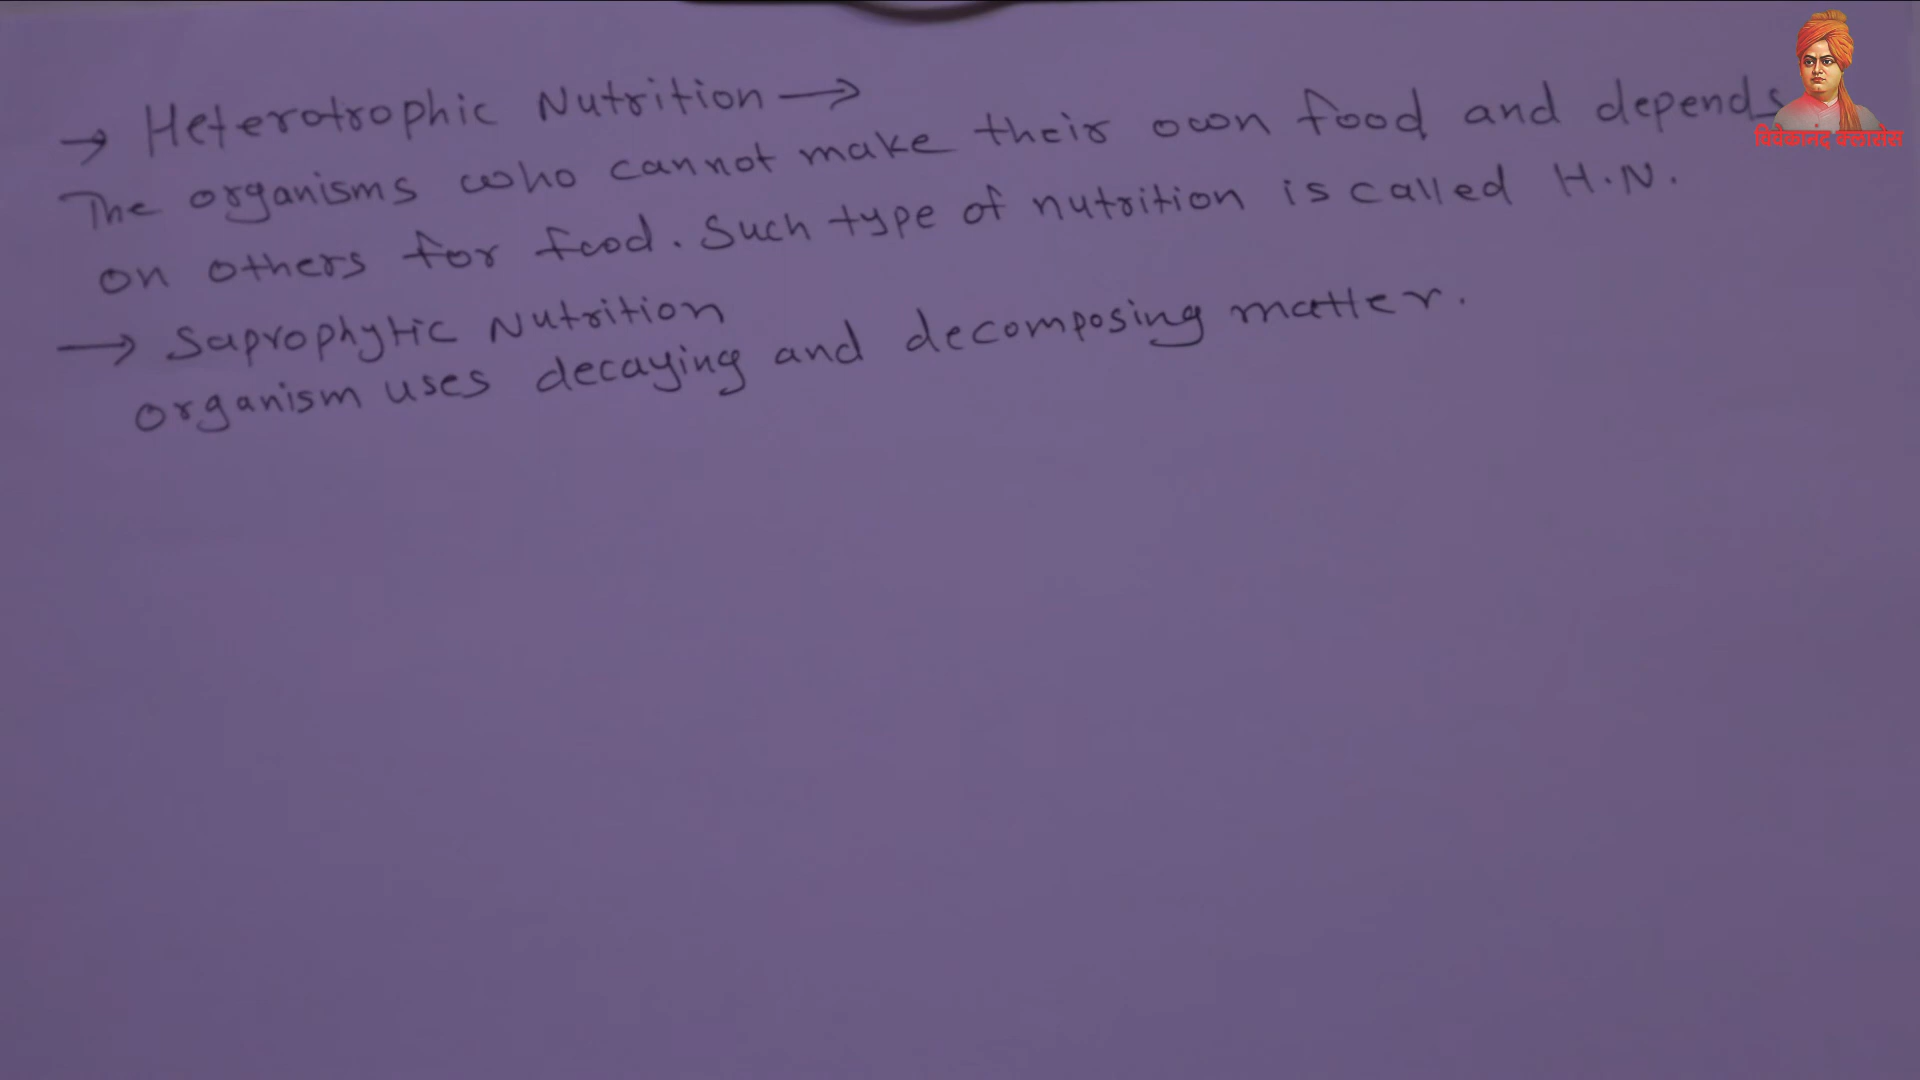 → Heterotrophic Nutrition →
The organisms who cannot make their own food and depends
on others for food. Such type of nutrition is called H.N.
→ Saprophytic Nutrition
organism uses decaying and decomposing matter.
विवेकानंद क्लासेस